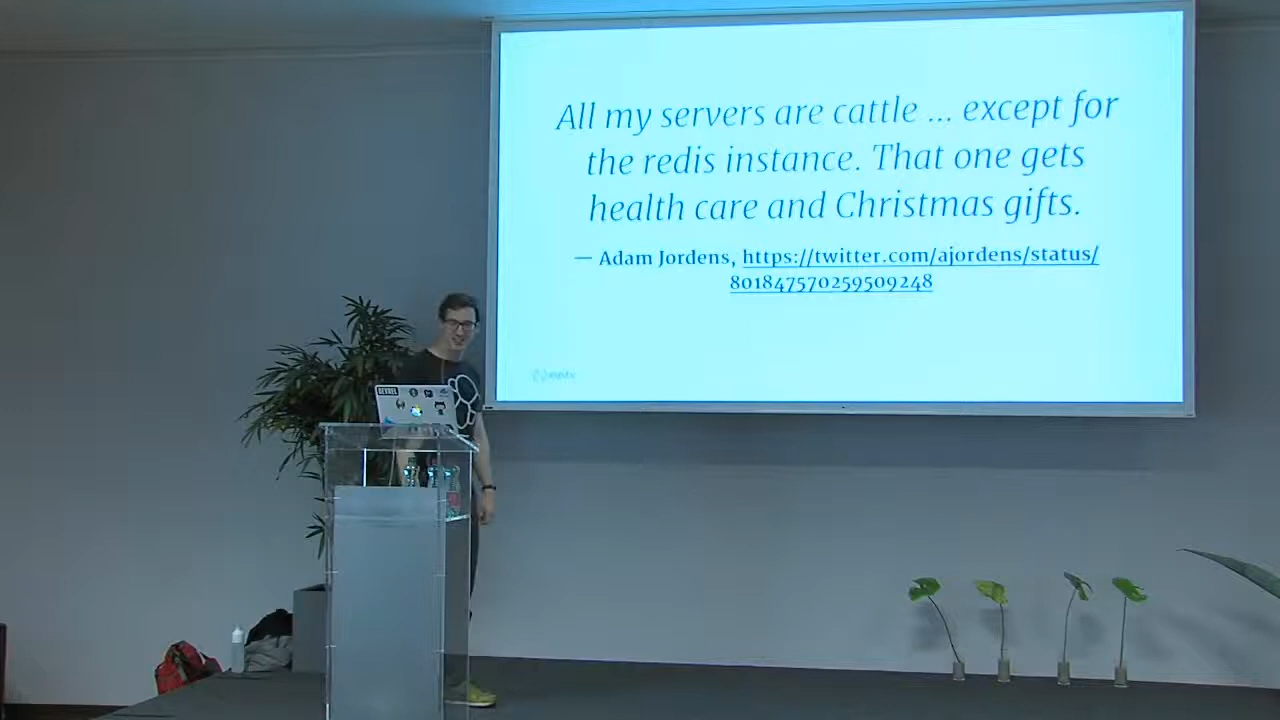 All my servers are cattle ... except for
the redis instance. That one gets
health care and Christmas gifts.
— Adam Jordens, https://twitter.com/ajordens/status/
801847570259509248